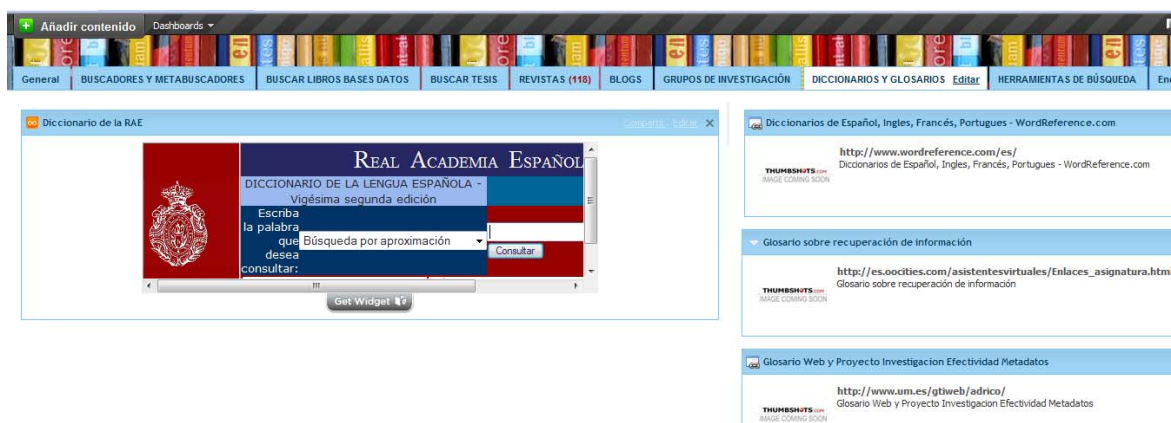 Añadir contenido Dashboards
General BUSCADORES Y METABUSCADORES BUSCAR LIBROS BASES DATOS BUSCAR TESIS REVISTAS (118) BLOGS GRUPOS DE INVESTIGACIÓN DICCIONARIOS Y GLOSARIOS Editar HERRAMIENTAS DE BÚSQUEDA
Diccionario de la RAE Compartir Editar
REAL ACADEMIA ESPAÑOL
DICCIONARIO DE LA LENGUA ESPAÑOLA -
Vigésima segunda edición
Escriba
la palabra
que Búsqueda por aproximación
desea Consultar
consultar:
Get Widget
Diccionarios de Español, Ingles, Francés, Portugues - WordReference.com
http://www.wordreference.com/es/
Diccionarios de Español, Ingles, Francés, Portugues - WordReference.com
THUMBSHOTS.com
IMAGE COMING SOON
Glosario sobre recuperación de información
http://es.oocities.com/asistentesvirtuales/Enlaces_asignatura.html
Glosario sobre recuperación de información
THUMBSHOTS.com
IMAGE COMING SOON
Glosario Web y Proyecto Investigacion Efectividad Metadatos
http://www.um.es/gtiweb/adrico/
Glosario Web y Proyecto Investigacion Efectividad Metadatos
THUMBSHOTS.com
IMAGE COMING SOON